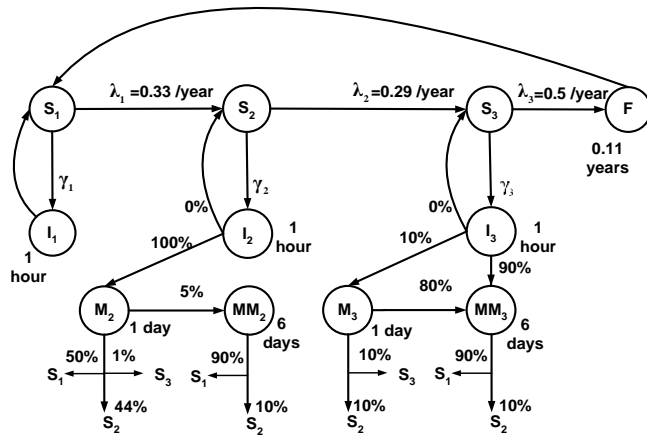 λ₁ =0.33 /year
λ₂ =0.29 /year
λ₃ =0.5 /year
S₁
S₂
S₃
F
0.11
years
γ₁
γ₂
γ₃
0%
0%
I₁
1
hour
I₂
1
hour
I₃
1
hour
100%
10%
90%
M₂
5%
MM₂
1 day
6
days
M₃
80%
MM₃
1 day
6
days
50%
1%
S₁
S₃
44%
S₂
90%
S₁
10%
S₂
10%
S₃
10%
S₂
90%
S₁
10%
S₂